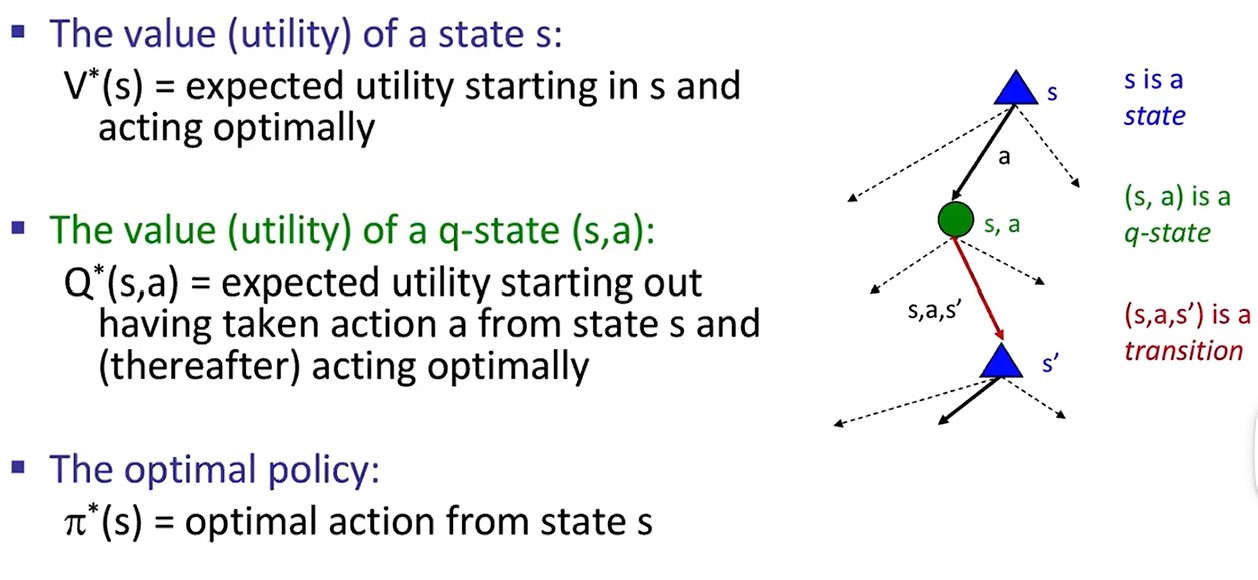 ▪ The value (utility) of a state s:
V*(s) = expected utility starting in s and
acting optimally
▪ The value (utility) of a q-state (s,a):
Q*(s,a) = expected utility starting out
having taken action a from state s and
(thereafter) acting optimally
▪ The optimal policy:
π*(s) = optimal action from state s
s
a
s, a
s,a,s’
s’
s is a
state
(s, a) is a
q-state
(s,a,s’) is a
transition